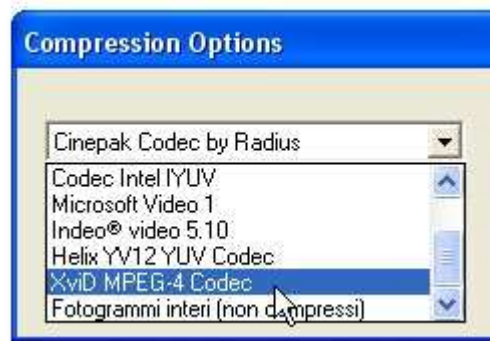 Compression Options
Cinepak Codec by Radius
Codec Intel IYUV
Microsoft Video 1
Indeo® video 5.10
Helix YV12 YUV Codec
XviD MPEG-4 Codec
Fotogrammi interi (non compressi)